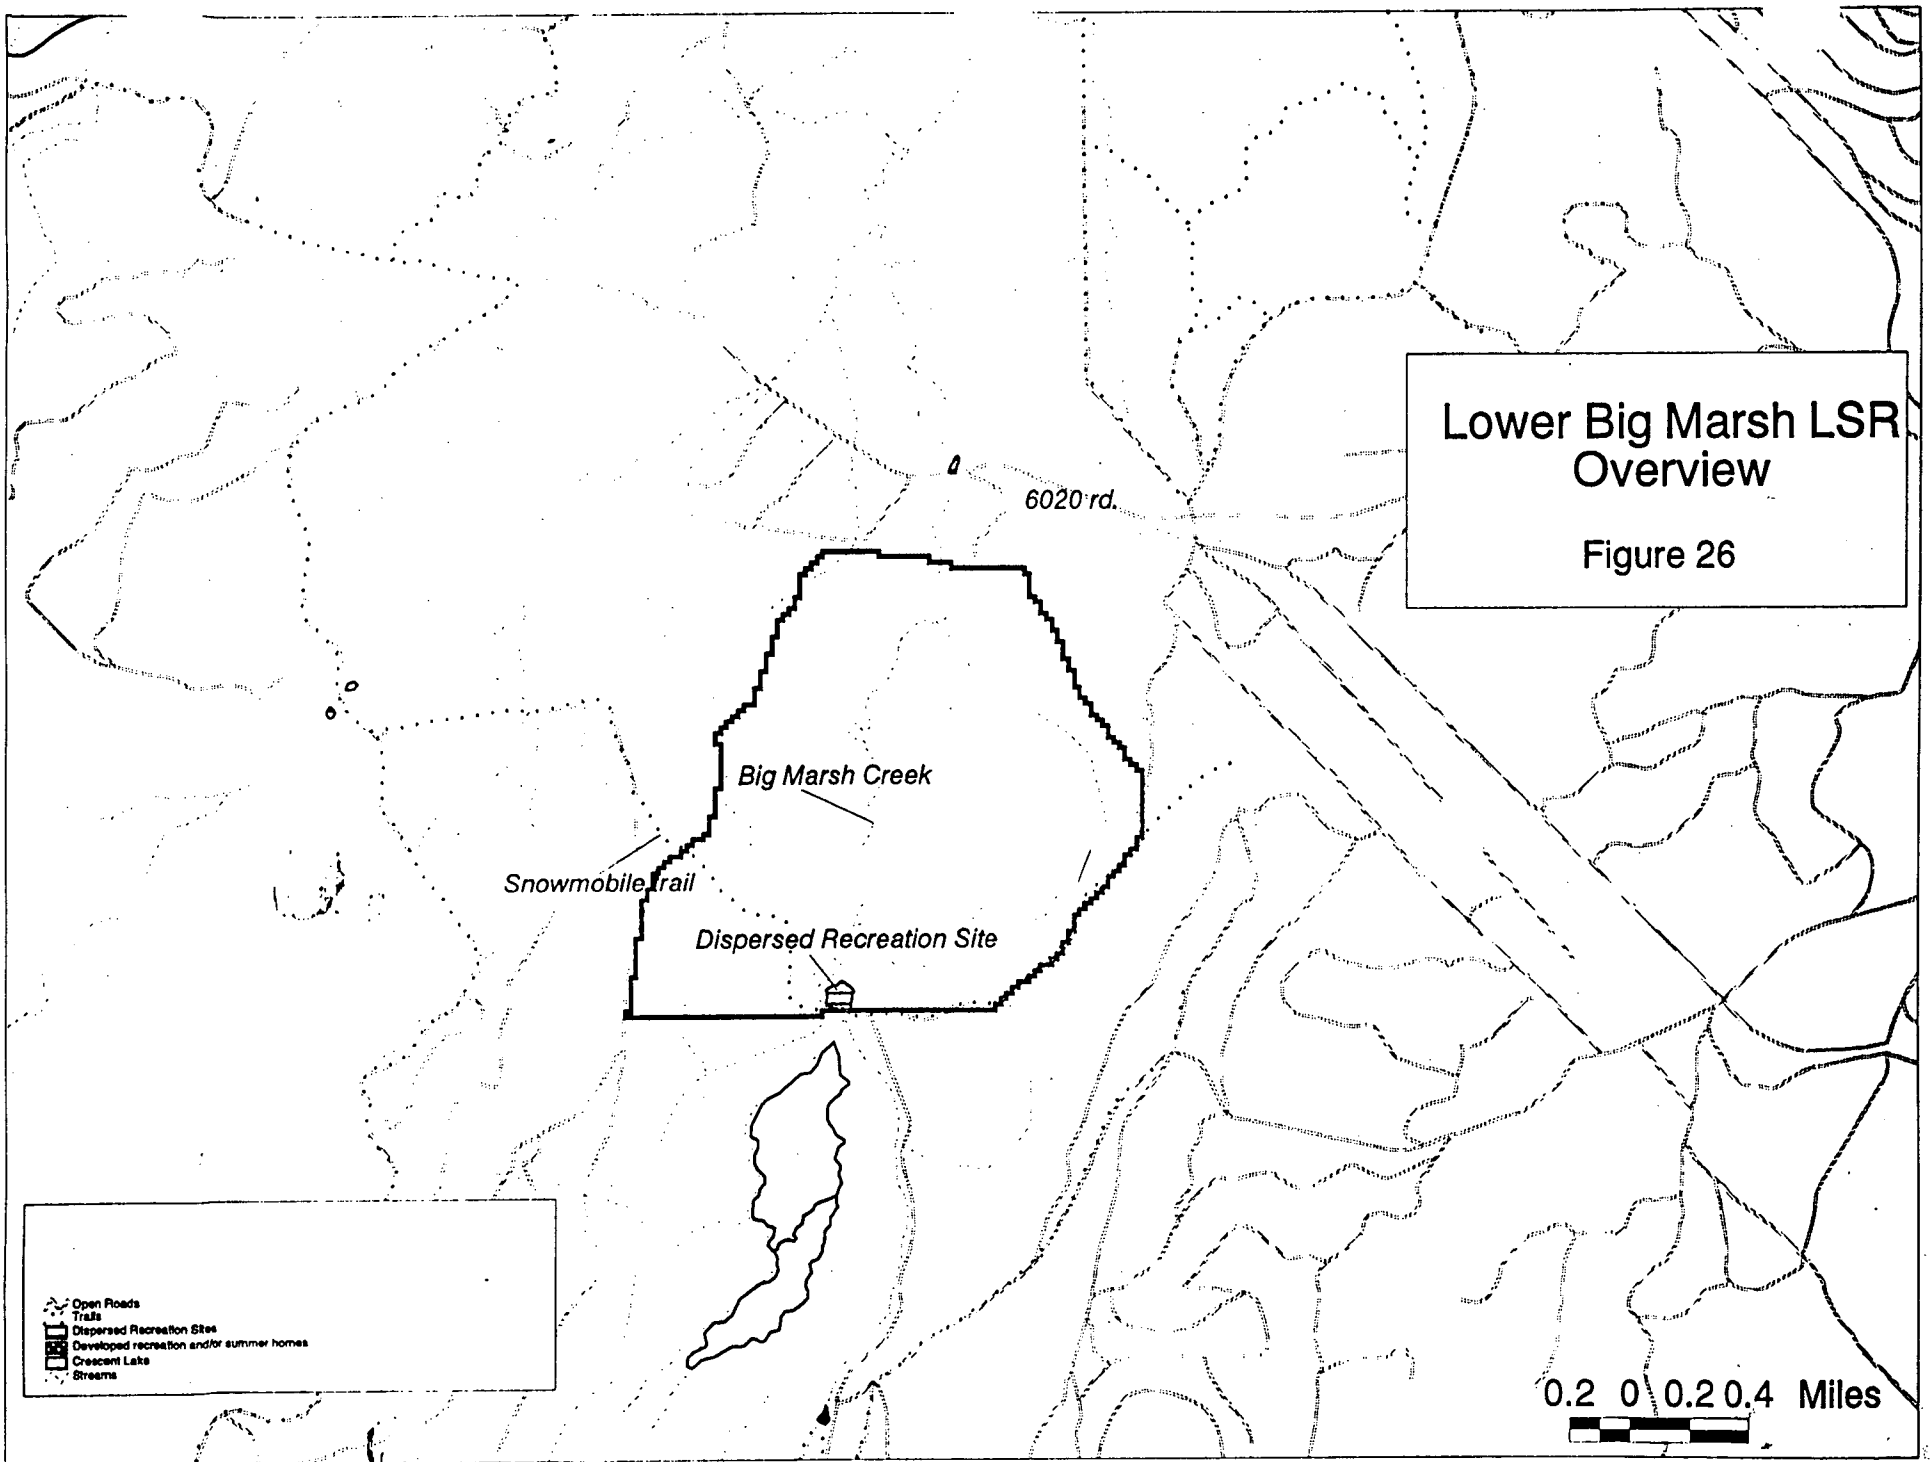 Lower Big Marsh LSR
Overview
Figure 26
6020 rd.
Big Marsh Creek
Snowmobile trail
Dispersed Recreation Site
Open Roads
Trails
Dispersed Recreation Sites
Developed recreation and/or summer homes
Crescent Lake
Streams
0.2 0 0.2 0.4 Miles